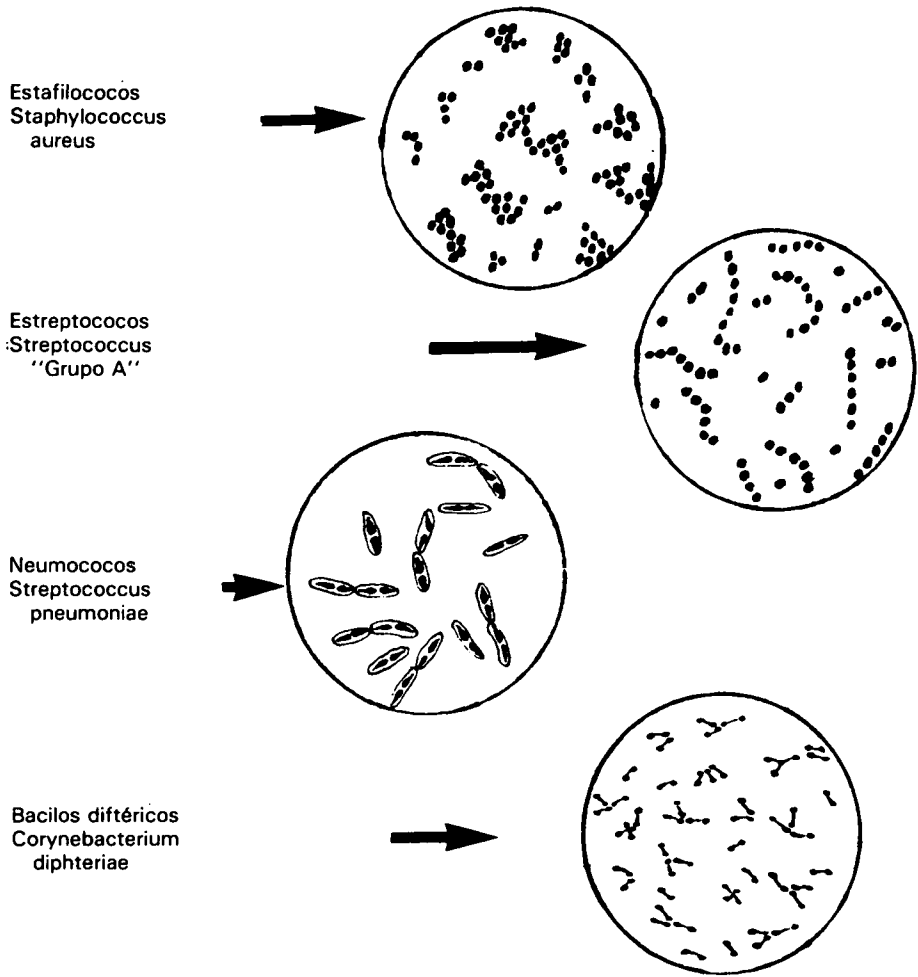 Estafilococos
Staphylococcus
aureus
Estreptococos
Streptococcus
"Grupo A"
Neumococos
Streptococcus
pneumoniae
Bacilos diftéricos
Corynebacterium
diphteriae